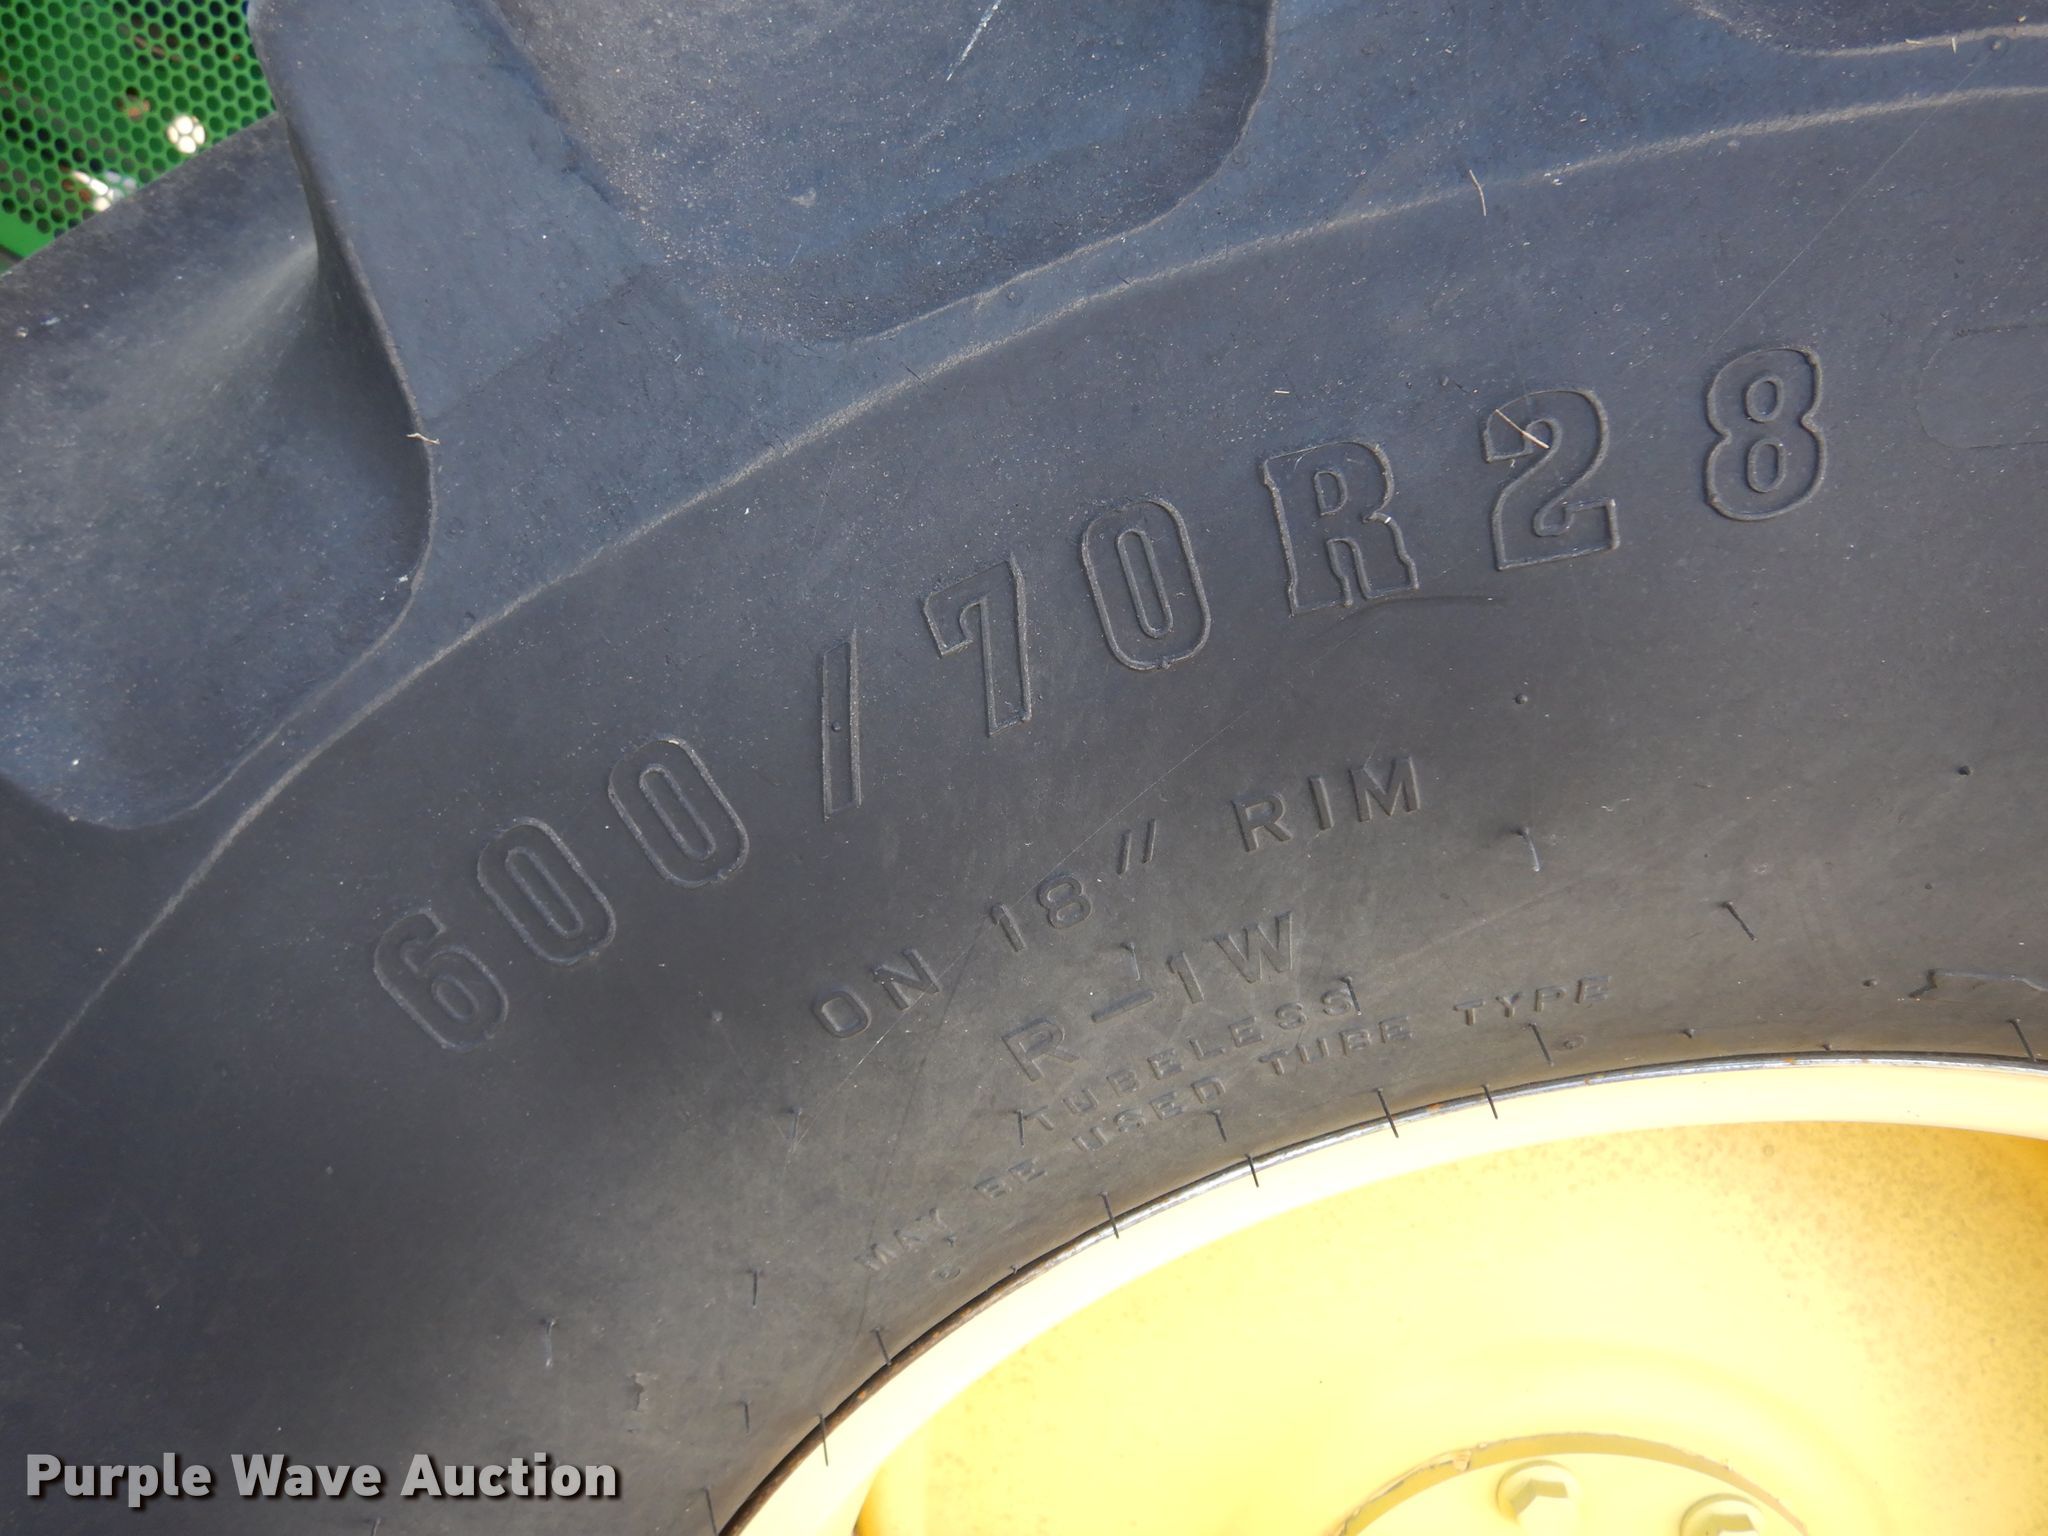 600/70R28
ON 18" RIM
R-1W
TUBELESS
MAY BE USED TUBE TYPE
Purple Wave Auction